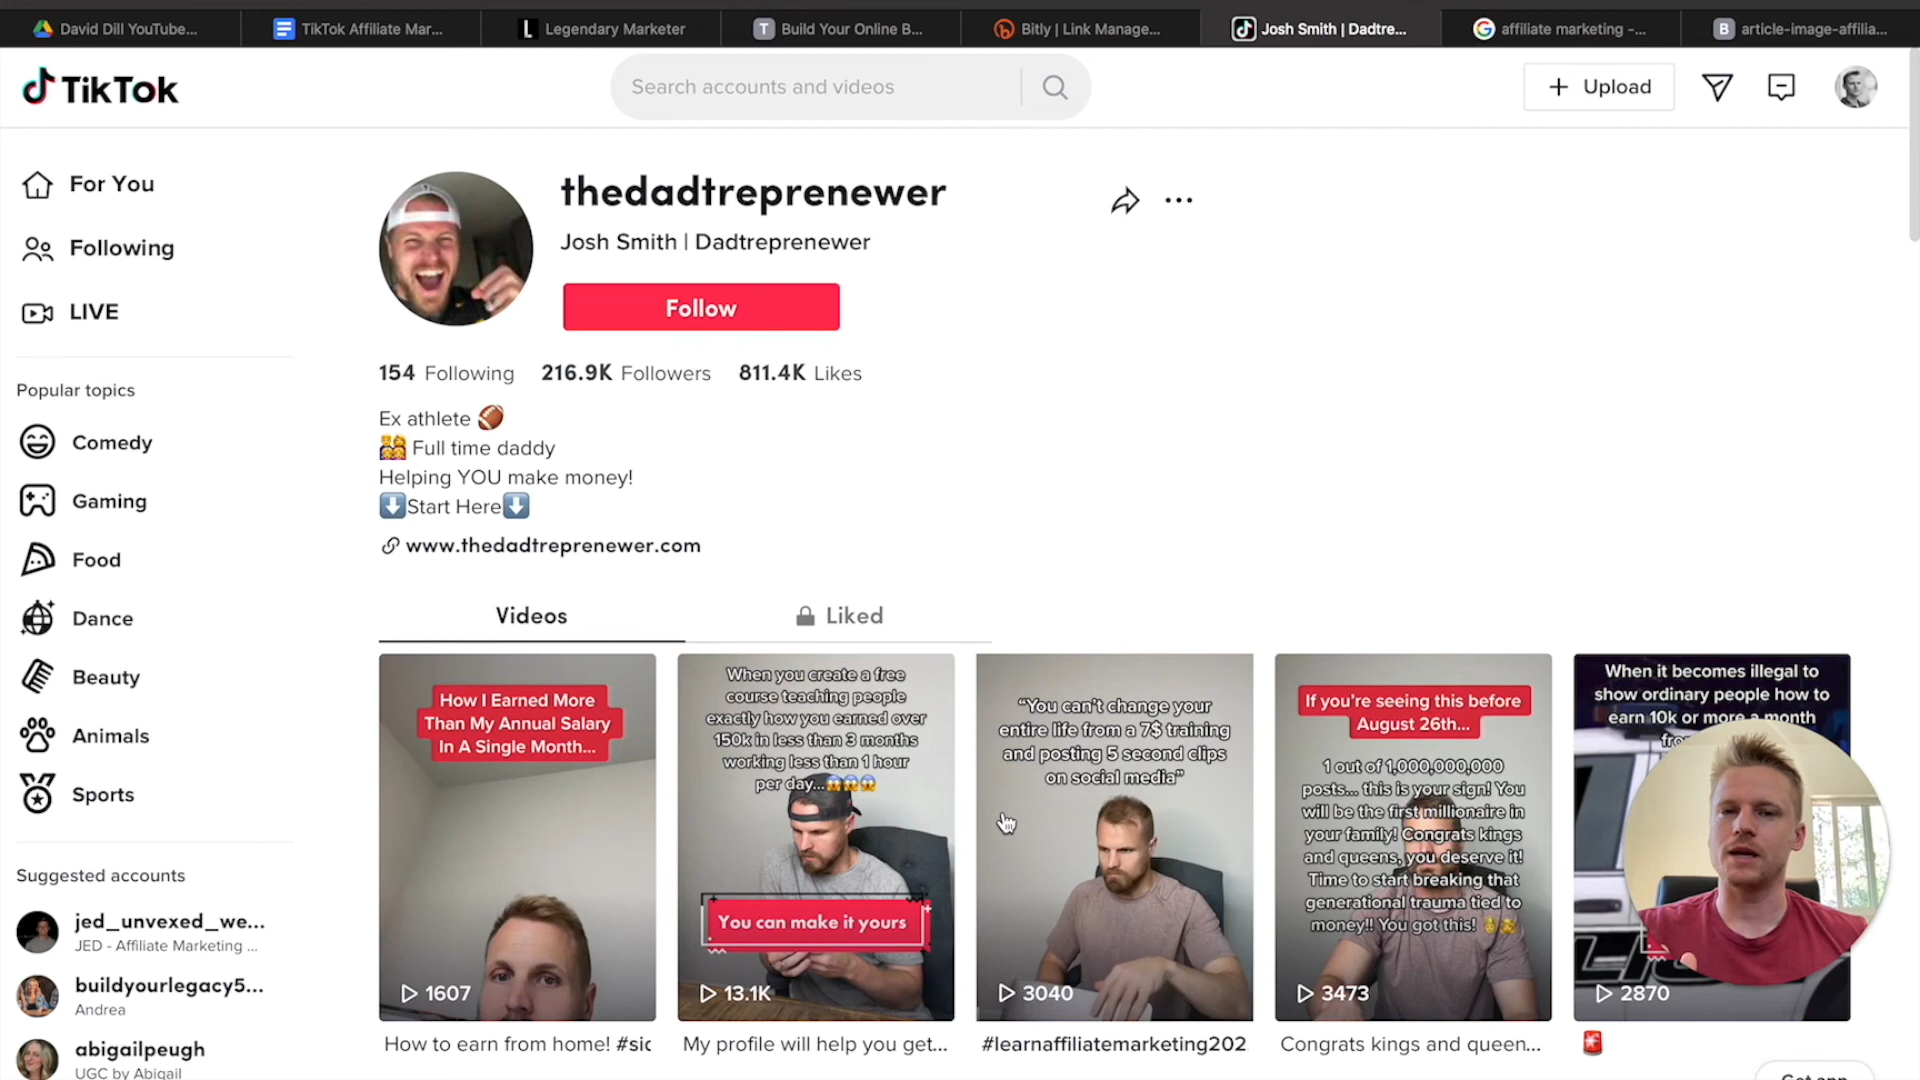 David Dill YouTube...
TikTok Affiliate Mar...
Legendary Marketer
Build Your Online B...
Bitly | Link Manage...
Josh Smith | Dadtre...
affiliate marketing -...
article-image-affilia...
TikTok
Search accounts and videos
Upload
For You
Following
LIVE
Popular topics
Comedy
Gaming
Food
Dance
Beauty
Animals
Sports
Suggested accounts
jed_unvexed_we...
JED - Affiliate Marketing ...
buildyourlegacy5...
Andrea
abigailpeugh
UGC by Abigail
thedadtreprenewer
Josh Smith | Dadtreprenewer
Follow
154 Following 216.9K Followers 811.4K Likes
Ex athlete 🏈
Full time daddy
Helping YOU make money!
⬇️Start Here⬇️
www.thedadtreprenewer.com
Videos
Liked
How I Earned More
Than My Annual Salary
In A Single Month...
1607
How to earn from home! #sic
When you create a free
course teaching people
exactly how you earned over
150k in less than 3 months
working less than 1 hour
per day...😱😱😱
You can make it yours
13.1K
My profile will help you get...
“You can't change your
entire life from a 7$ training
and posting 5 second clips
on social media”
3040
#learnaffiliatemarketing202
If you're seeing this before
August 26th...
1 out of 1,000,000,000
posts... this is your sign! You
will be the first millionaire in
your family! Congrats kings
and queens, you deserve it!
Time to start breaking that
generational trauma tied to
money!! You got this!
3473
Congrats kings and queen...
When it becomes illegal to
show ordinary people how to
earn 10k or more a month
2870
🚨